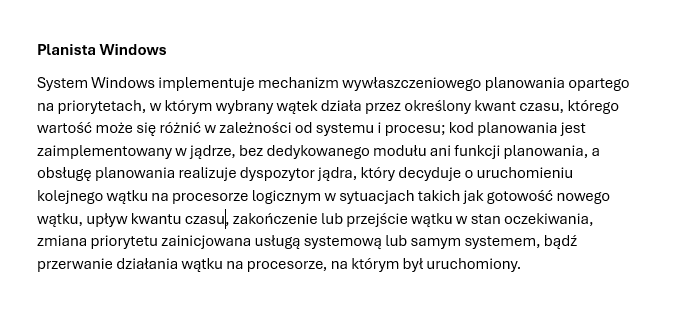 Planista Windows
System Windows implementuje mechanizm wywłaszczeniowego planowania opartego
na priorytetach, w którym wybrany wątek działa przez określony kwant czasu, którego
wartość może się różnić w zależności od systemu i procesu; kod planowania jest
zaimplementowany w jądrze, bez dedykowanego modułu ani funkcji planowania, a
obsługę planowania realizuje dyspozytor jądra, który decyduje o uruchomieniu
kolejnego wątku na procesorze logicznym w sytuacjach takich jak gotowość nowego
wątku, upływ kwantu czasu, zakończenie lub przejście wątku w stan oczekiwania,
zmiana priorytetu zainicjowana usługą systemową lub samym systemem, bądź
przerwanie działania wątku na procesorze, na którym był uruchomiony.